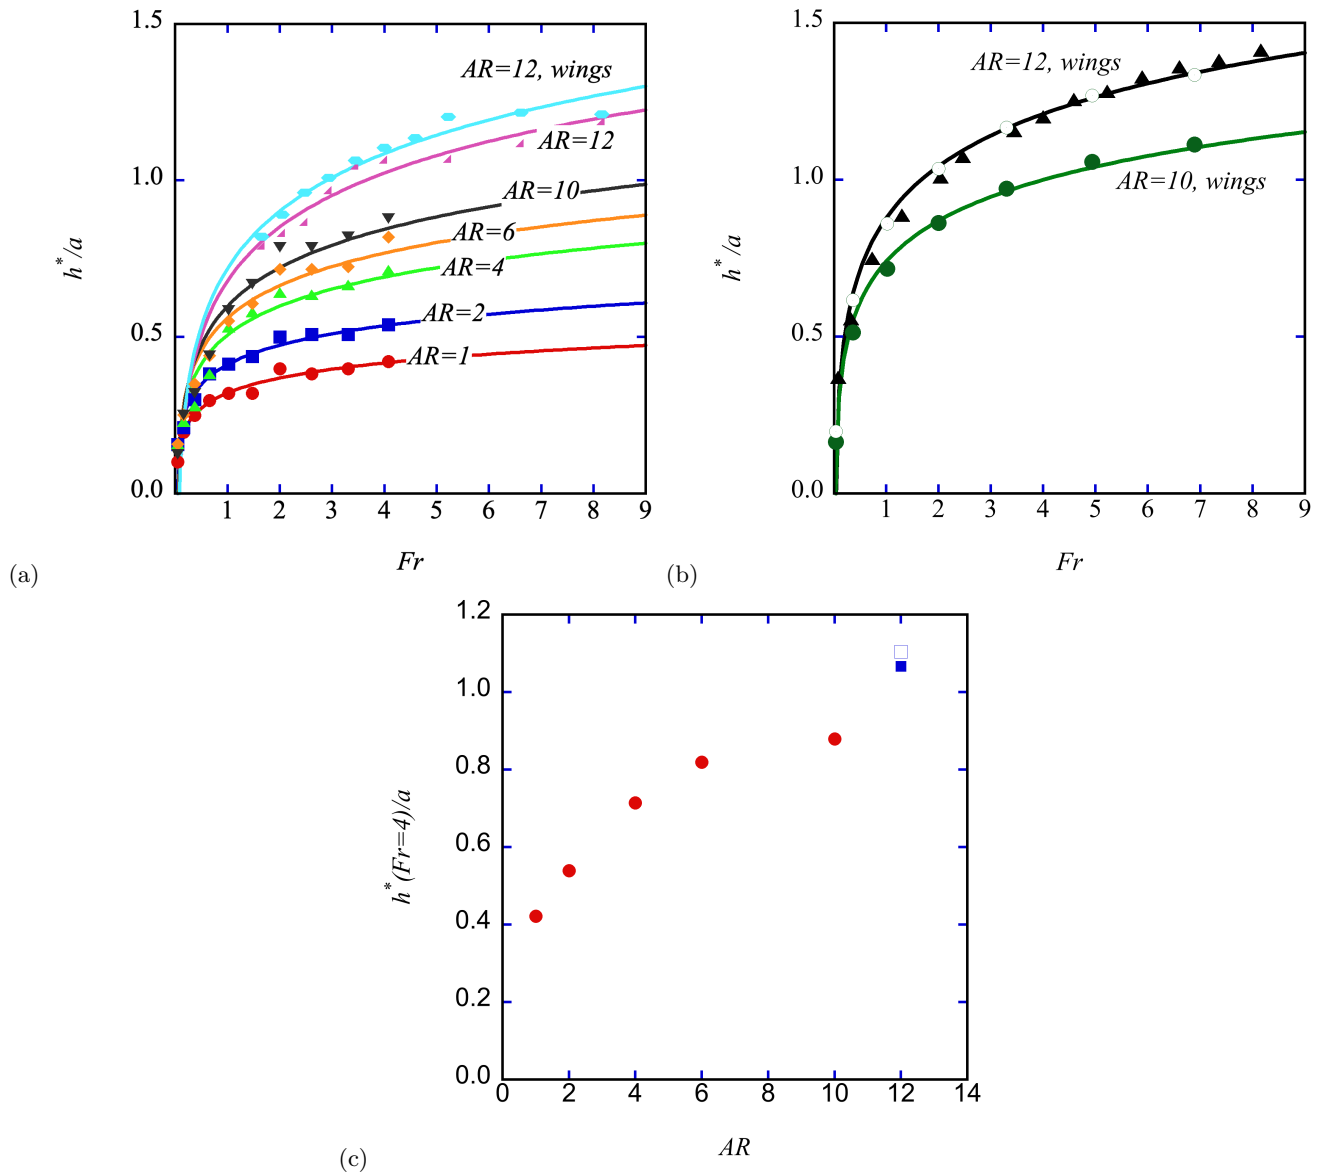 1.5
1.0
0.5
0.0
h*/a
AR=12, wings
AR=12
AR=10
AR=6
AR=4
AR=2
AR=1
1 2 3 4 5 6 7 8 9
Fr
(a)
1.5
1.0
0.5
0.0
h*/a
AR=12, wings
AR=10, wings
1 2 3 4 5 6 7 8 9
Fr
(b)
1.2
1.0
0.8
0.6
0.4
0.2
0.0
h*(Fr=4)/a
0 2 4 6 8 10 12 14
AR
(c)